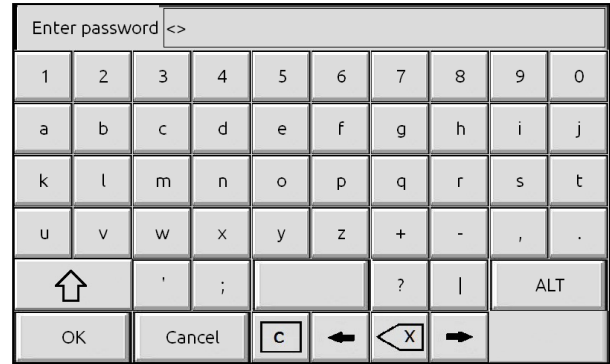 Enter password <>
1 2 3 4 5 6 7 8 9 0
a b c d e f g h i j
k l m n o p q r s t
u v w x y z + - , .
' ; ? | ALT
OK Cancel C X